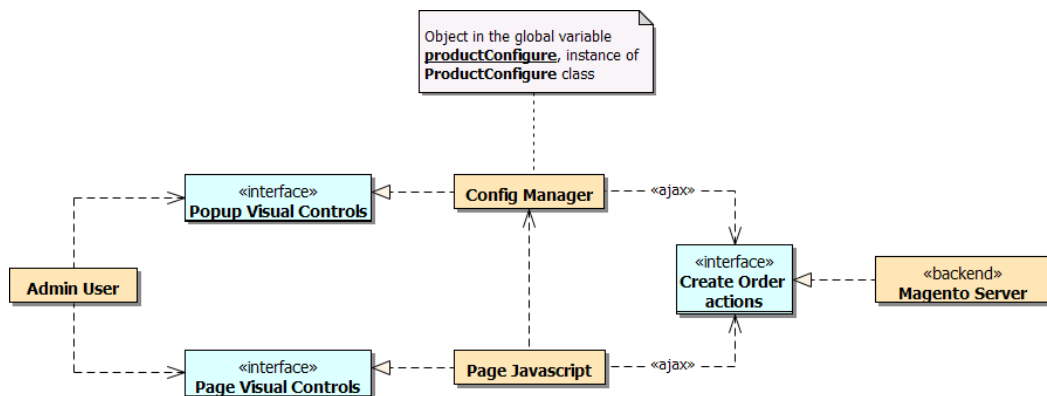 Object in the global variable
productConfigure, instance of
ProductConfigure class
«interface»
Popup Visual Controls
Config Manager
«ajax»
Admin User
«interface»
Create Order
actions
«backend»
Magento Server
«interface»
Page Visual Controls
Page Javascript
«ajax»